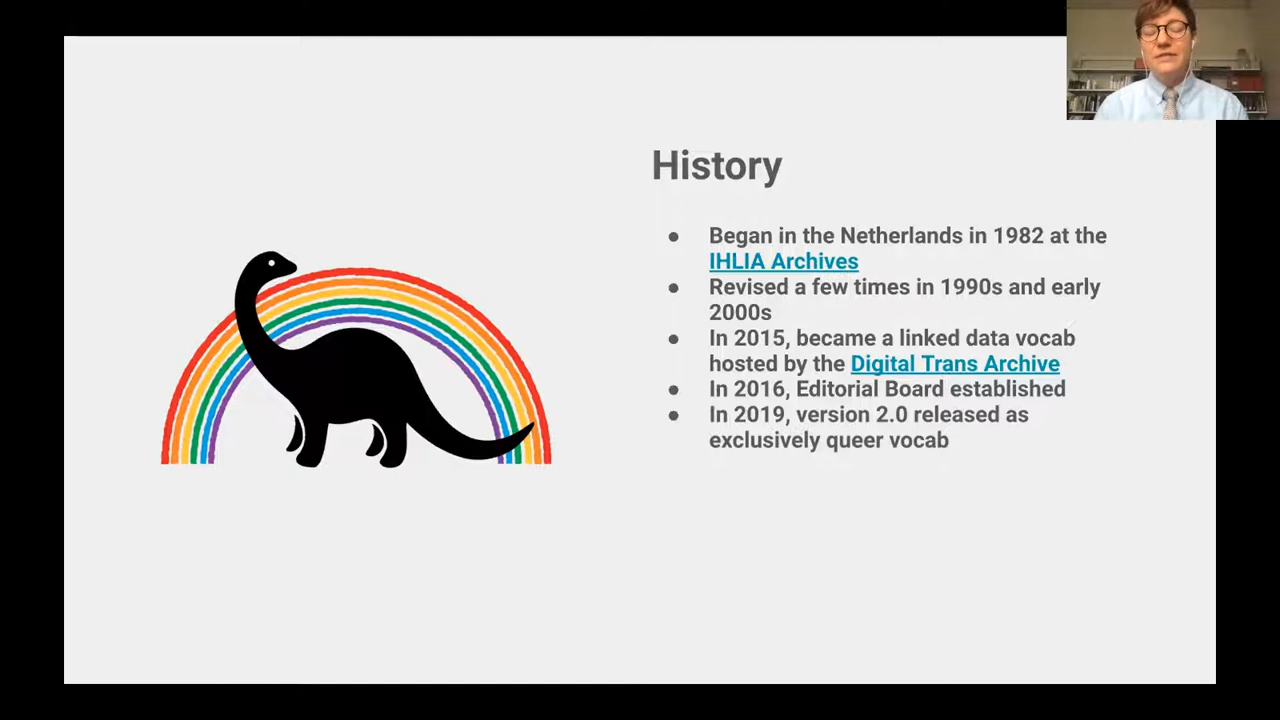 History
● Began in the Netherlands in 1982 at the
IHLIA Archives
● Revised a few times in 1990s and early
2000s
● In 2015, became a linked data vocab
hosted by the Digital Trans Archive
● In 2016, Editorial Board established
● In 2019, version 2.0 released as
exclusively queer vocab